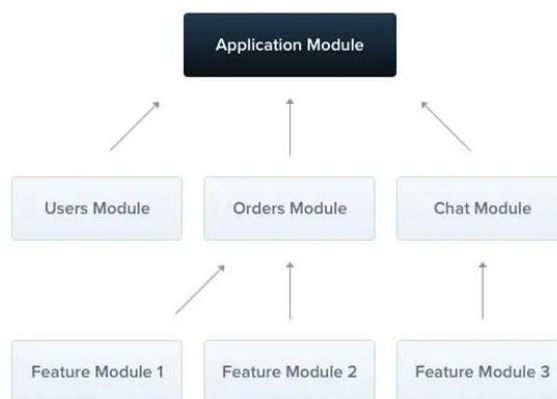 Application Module
Users Module
Orders Module
Chat Module
Feature Module 1
Feature Module 2
Feature Module 3